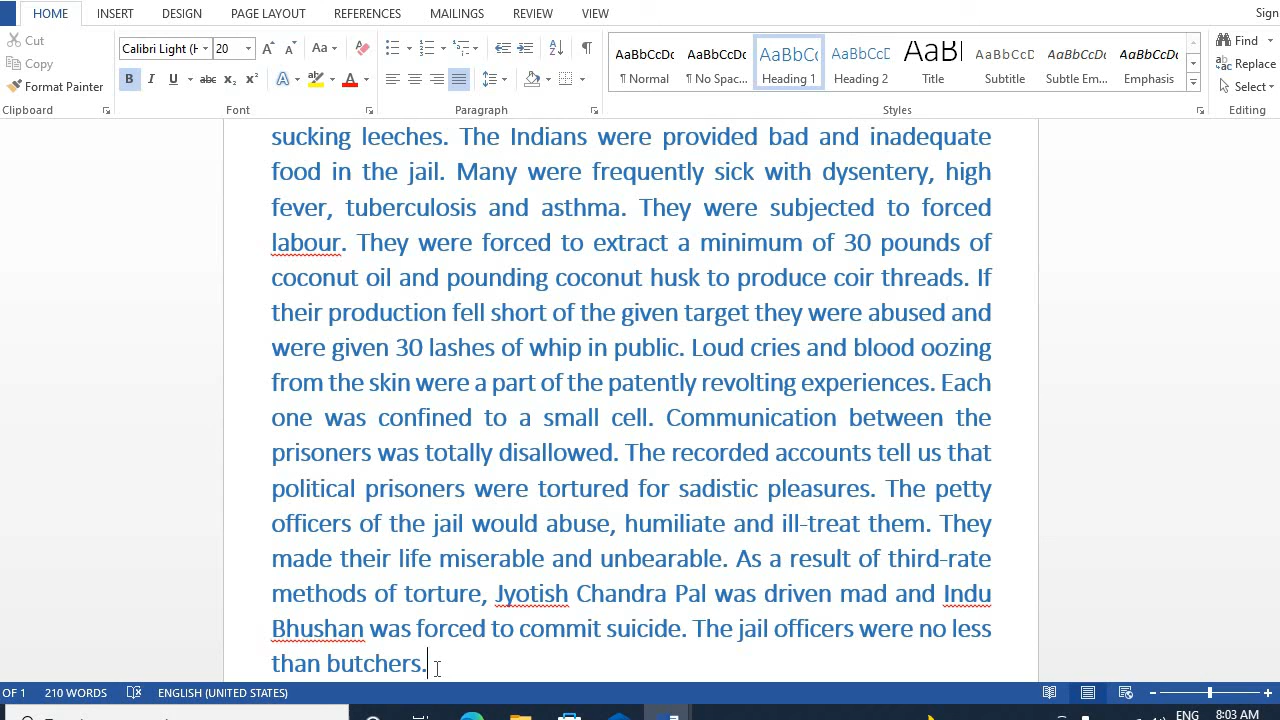 HOME INSERT DESIGN PAGE LAYOUT REFERENCES MAILINGS REVIEW VIEW Sign
Cut
Copy
Format Painter
Calibri Light (H 20
AaBbCcDc AaBbCcDc AaBbC AaBbCcD AaB AaBbCcD AaBbCcDc AaBbCcDc
¶ Normal ¶ No Spac... Heading 1 Heading 2 Title Subtitle Subtle Em... Emphasis
Find
Replace
Select
Clipboard Font Paragraph Styles Editing
sucking leeches. The Indians were provided bad and inadequate
food in the jail. Many were frequently sick with dysentery, high
fever, tuberculosis and asthma. They were subjected to forced
labour. They were forced to extract a minimum of 30 pounds of
coconut oil and pounding coconut husk to produce coir threads. If
their production fell short of the given target they were abused and
were given 30 lashes of whip in public. Loud cries and blood oozing
from the skin were a part of the patently revolting experiences. Each
one was confined to a small cell. Communication between the
prisoners was totally disallowed. The recorded accounts tell us that
political prisoners were tortured for sadistic pleasures. The petty
officers of the jail would abuse, humiliate and ill-treat them. They
made their life miserable and unbearable. As a result of third-rate
methods of torture, Jyotish Chandra Pal was driven mad and Indu
Bhushan was forced to commit suicide. The jail officers were no less
than butchers.
OF 1 210 WORDS ENGLISH (UNITED STATES)
ENG 8:03 AM